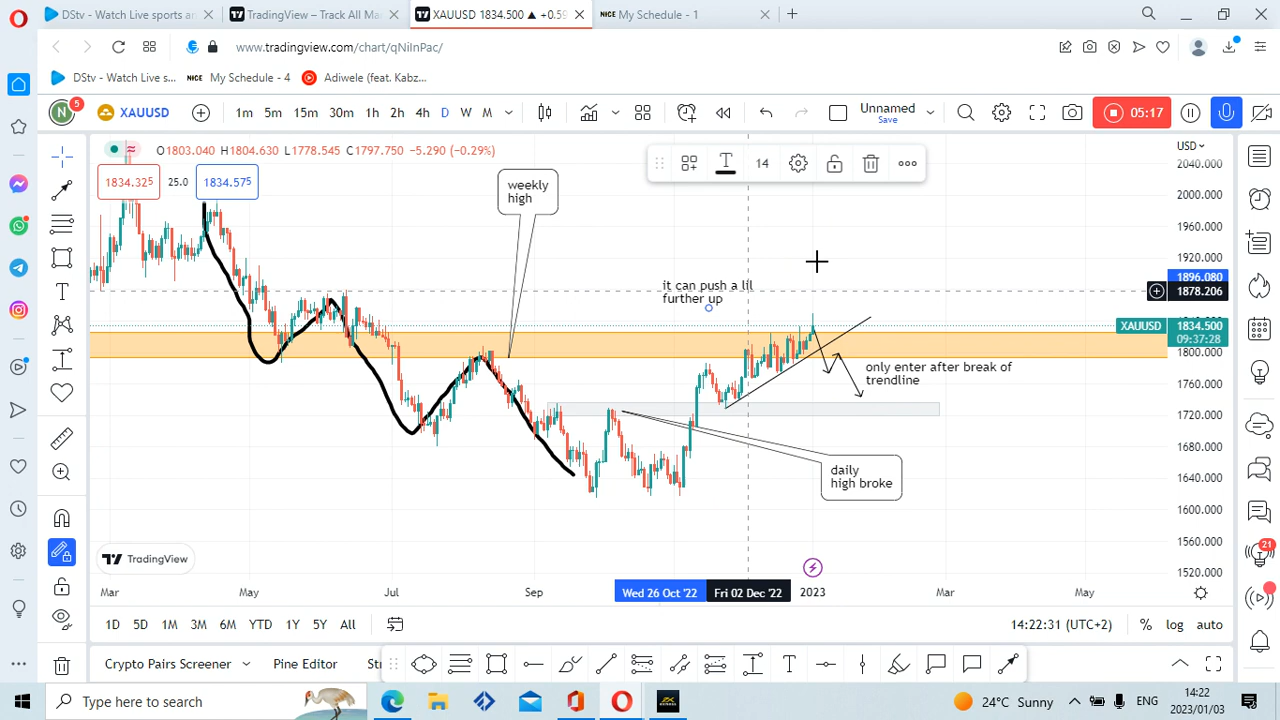 DStv - Watch Live sports an
TradingView – Track All Ma
XAUUSD 1834.500 ▲ +0.5
NICE My Schedule - 1
www.tradingview.com/chart/qNiInPac/
DStv - Watch Live s...
NICE My Schedule - 4
Adiwele (feat. Kabz...
N
5
XAUUSD
1m 5m 15m 30m 1h 2h 4h D W M
Unnamed
Save
05:17
O1803.040 H1804.630 L1778.545 C1797.750 -5.290 (-0.29%)
1834.325
25.0
1834.575
T 14
USD
weekly
high
it can push a lil
further up
only enter after break of
trendline
daily
high broke
2040.000
2000.000
1960.000
1920.000
1896.080
1878.206
XAUUSD 1834.500
09:37:28
1800.000
1760.000
1720.000
1680.000
1640.000
1600.000
1560.000
1520.000
TradingView
Mar May Jul Sep Wed 26 Oct '22 Fri 02 Dec '22 2023 Mar May
1D 5D 1M 3M 6M YTD 1Y 5Y All
14:22:31 (UTC+2) % log auto
21
Crypto Pairs Screener
Pine Editor
St
Type here to search
24°C Sunny
ENG
14:22
2023/01/03